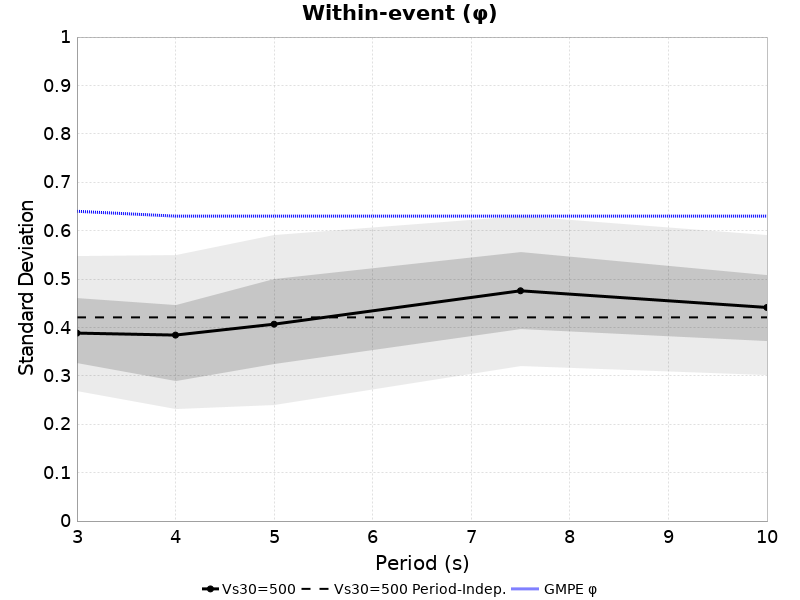 Within-event (φ)
1
0.9
0.8
0.7
0.6
0.5
0.4
0.3
0.2
0.1
0
Standard Deviation
3 4 5 6 7 8 9 10
Period (s)
Vs30=500 Vs30=500 Period-Indep. GMPE φ